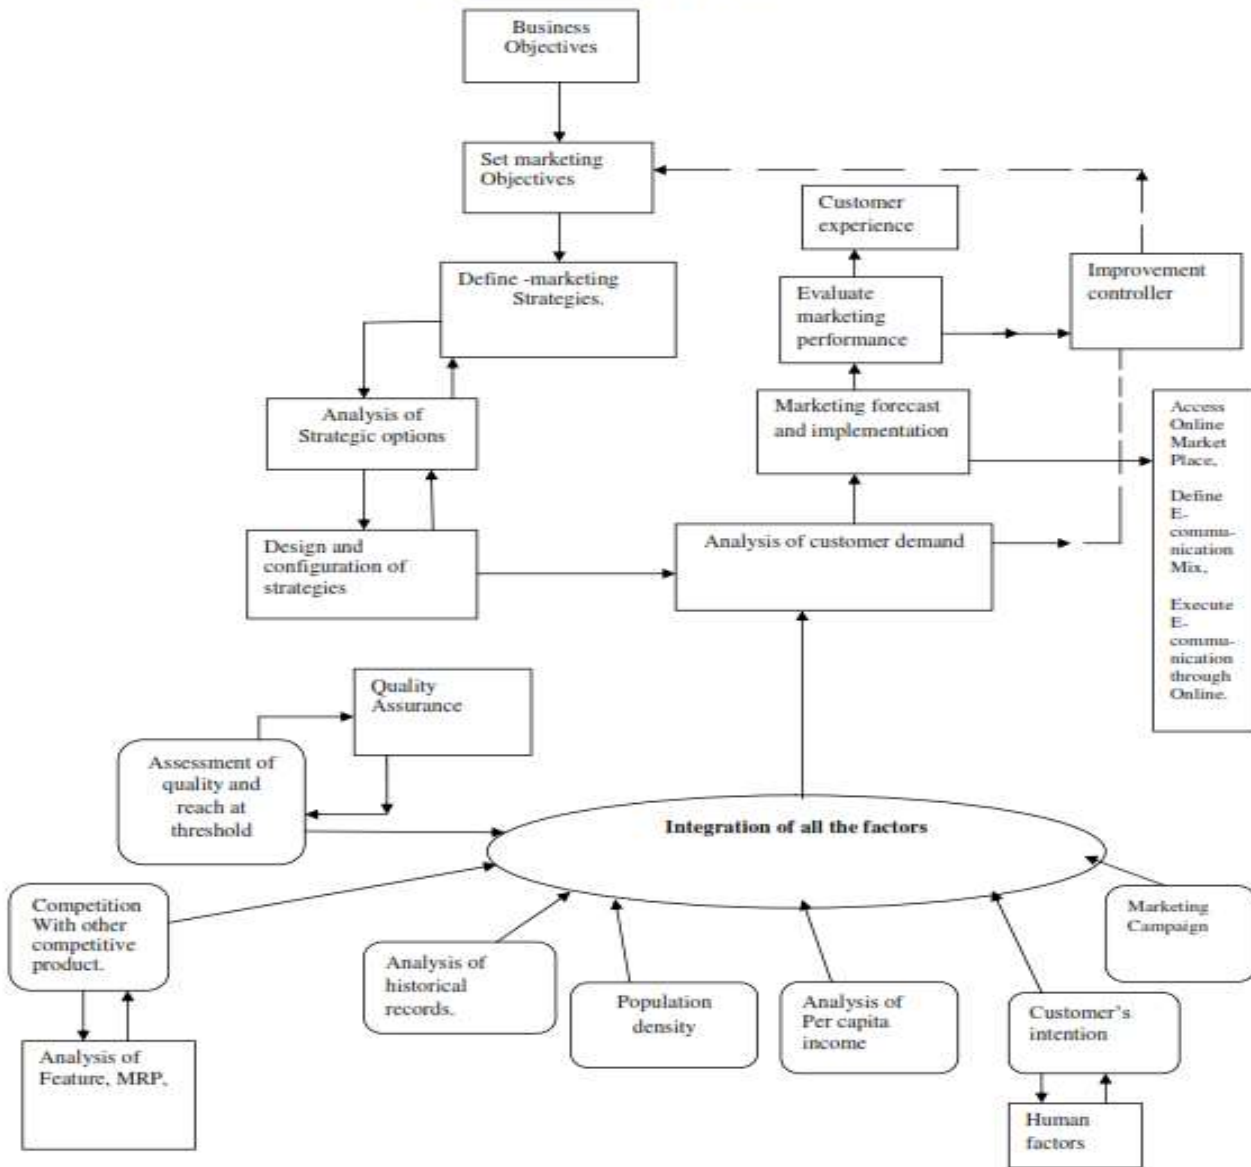 Business
Objectives
Set marketing
Objectives
Customer
experience
Define -marketing
Strategies.
Evaluate
marketing
performance
Improvement
controller
Analysis of
Strategic options
Marketing forecast
and implementation
Access
Online
Market
Place,
Define
E-
commu-
nication
Mix,
Execute
E-
commu-
nication
through
Online.
Design and
configuration of
strategies
Analysis of customer demand
Quality
Assurance
Assessment of
quality and
reach at
threshold
Integration of all the factors
Competition
With other
competitive
product.
Analysis of
historical
records.
Population
density
Analysis of
Per capita
income
Customer's
intention
Marketing
Campaign
Analysis of
Feature, MRP,
Human
factors